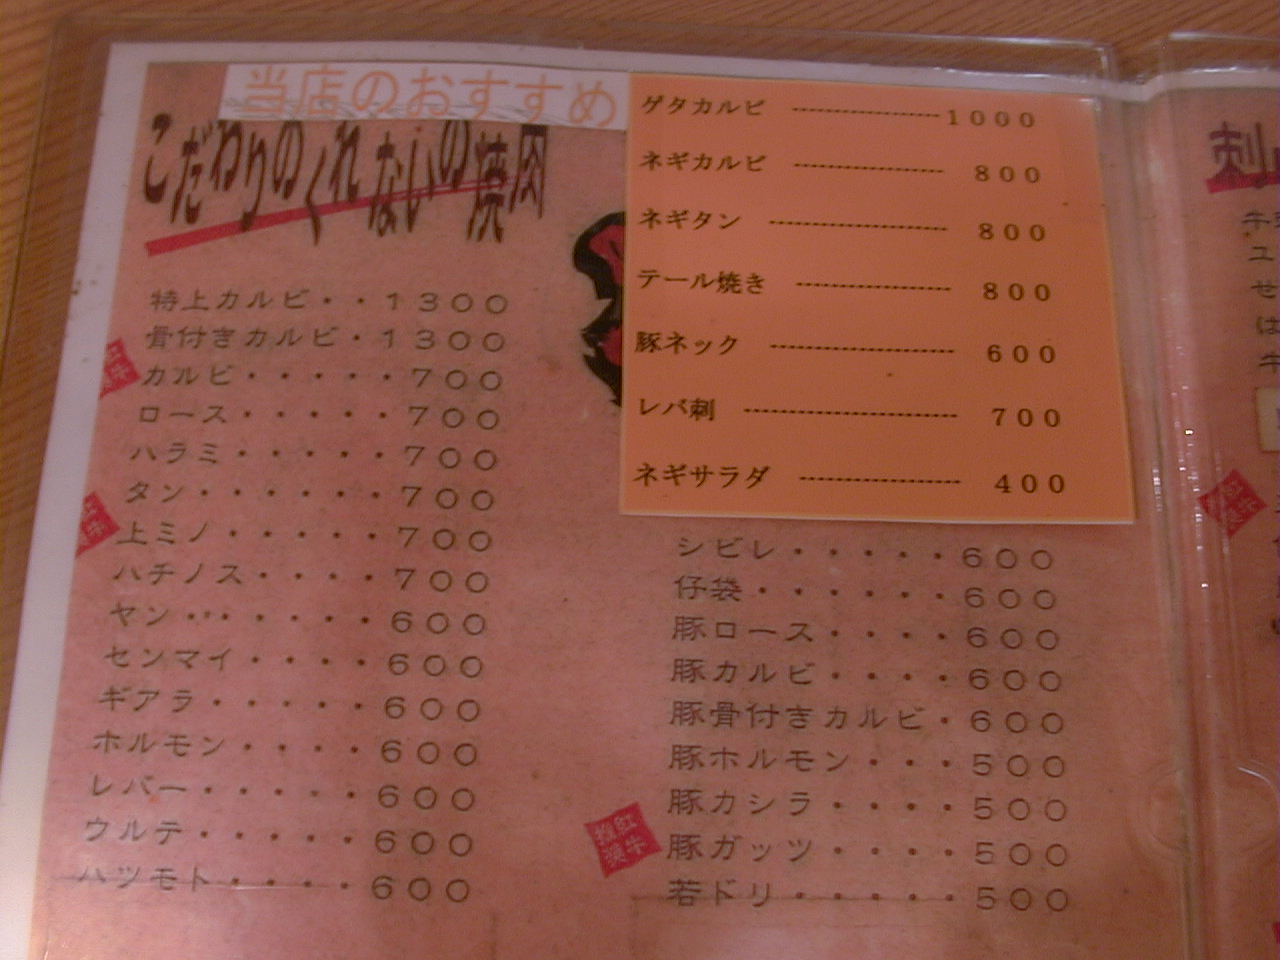 当店のおすすめ
こだわりのくれないの焼肉
特上カルビ・・1300
骨付きカルビ・1300
カルビ・・・・・700
ロース・・・・・700
ハラミ・・・・・700
タン・・・・・・700
上ミノ・・・・・700
ハチノス・・・・700
ヤン・・・・・・・600
センマイ・・・・600
ギアラ・・・・・600
ホルモン・・・・600
レバー・・・・・600
ウルテ・・・・・600
ハツモト・・・・600
ゲタカルビ ------------------1000
ネギカルビ ------------------ 800
ネギタン --------------------- 800
テール焼き ------------------ 800
豚ネック --------------------- 600
レバ刺 ------------------------ 700
ネギサラダ ------------------ 400
シビレ・・・・・600
仔袋・・・・・・600
豚ロース・・・・600
豚カルビ・・・・600
豚骨付きカルビ・600
豚ホルモン・・・500
豚カシラ・・・・500
豚ガッツ・・・・500
若ドリ・・・・・500
刺
牛
ユ
せ
は
牛